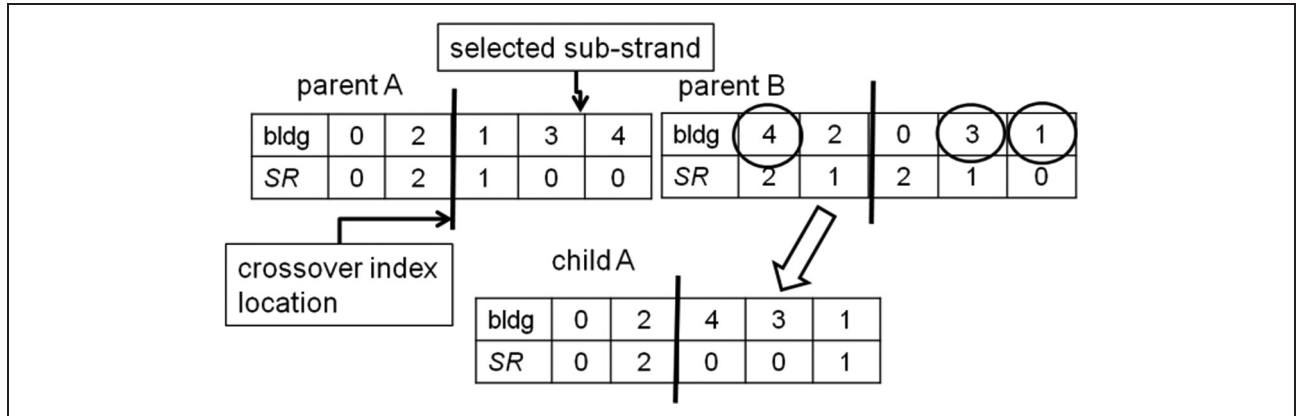 selected sub-strand
parent A
parent B
bldg 0 2 1 3 4
SR 0 2 1 0 0
bldg 4 2 0 3 1
SR 2 1 2 1 0
crossover index
location
child A
bldg 0 2 4 3 1
SR 0 2 0 0 1